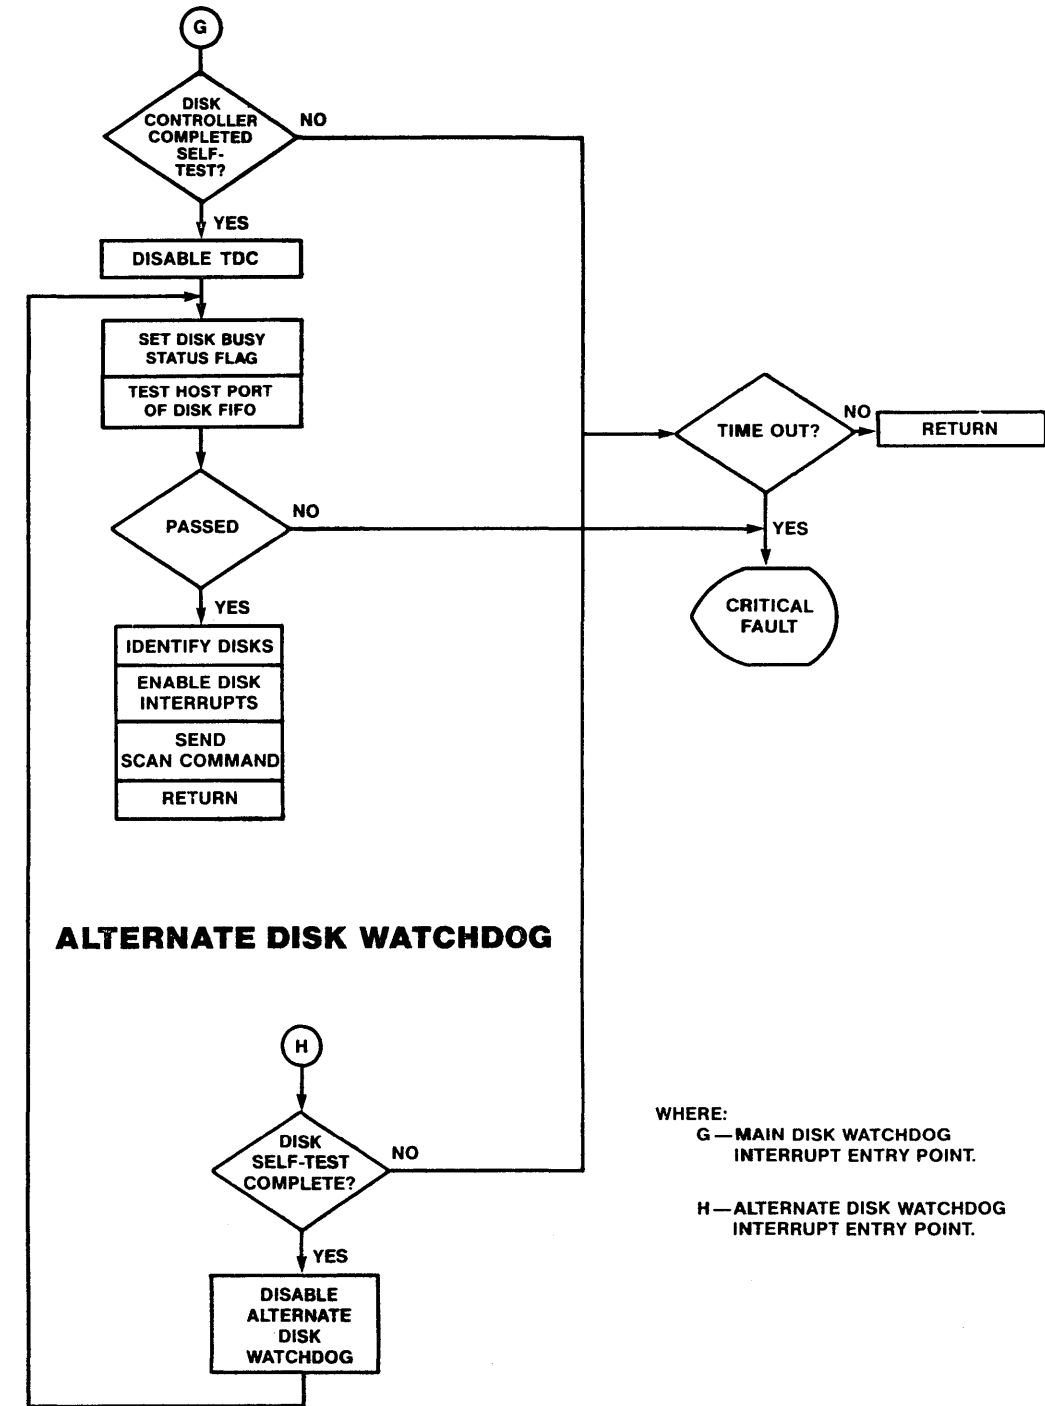 G
DISK
CONTROLLER
COMPLETED
SELF-
TEST?
NO
YES
DISABLE TDC
SET DISK BUSY
STATUS FLAG
TEST HOST PORT
OF DISK FIFO
TIME OUT?
NO
RETURN
PASSED
NO
YES
CRITICAL
FAULT
YES
IDENTIFY DISKS
ENABLE DISK
INTERRUPTS
SEND
SCAN COMMAND
RETURN
ALTERNATE DISK WATCHDOG
H
DISK
SELF-TEST
COMPLETE?
NO
YES
DISABLE
ALTERNATE
DISK
WATCHDOG
WHERE:
G—MAIN DISK WATCHDOG
INTERRUPT ENTRY POINT.
H—ALTERNATE DISK WATCHDOG
INTERRUPT ENTRY POINT.